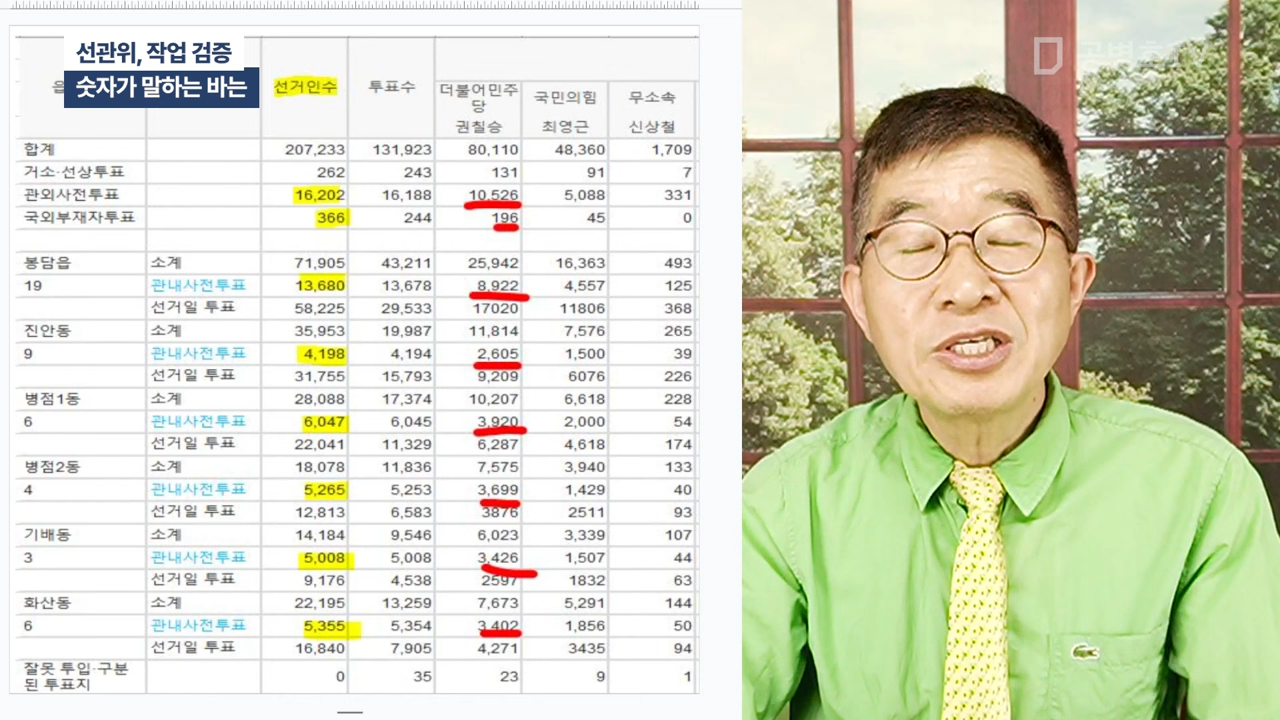 선관위, 작업 검증
숫자가 말하는 바는
읍 선거인수 투표수 더불어민주당 권칠승 국민의힘 최영근 무소속 신상철
합계 207,233 131,923 80,110 48,360 1,709
거소·선상투표 262 243 131 91 7
관외사전투표 16,202 16,188 10,526 5,088 331
국외부재자투표 366 244 196 45 0
봉담읍 소계 71,905 43,211 25,942 16,363 493
19 관내사전투표 13,680 13,678 8,922 4,557 125
선거일 투표 58,225 29,533 17020 11806 368
진안동 소계 35,953 19,987 11,814 7,576 265
9 관내사전투표 4,198 4,194 2,605 1,500 39
선거일 투표 31,755 15,793 9,209 6076 226
병점1동 소계 28,088 17,374 10,207 6,618 228
6 관내사전투표 6,047 6,045 3,920 2,000 54
선거일 투표 22,041 11,329 6,287 4,618 174
병점2동 소계 18,078 11,836 7,575 3,940 133
4 관내사전투표 5,265 5,253 3,699 1,429 40
선거일 투표 12,813 6,583 3876 2511 93
기배동 소계 14,184 9,546 6,023 3,339 107
3 관내사전투표 5,008 5,008 3,426 1,507 44
선거일 투표 9,176 4,538 2597 1832 63
화산동 소계 22,195 13,259 7,673 5,291 144
6 관내사전투표 5,355 5,354 3,402 1,856 50
선거일 투표 16,840 7,905 4,271 3435 94
잘못 투입·구분
된 투표지 0 35 23 9 1
공병호TV